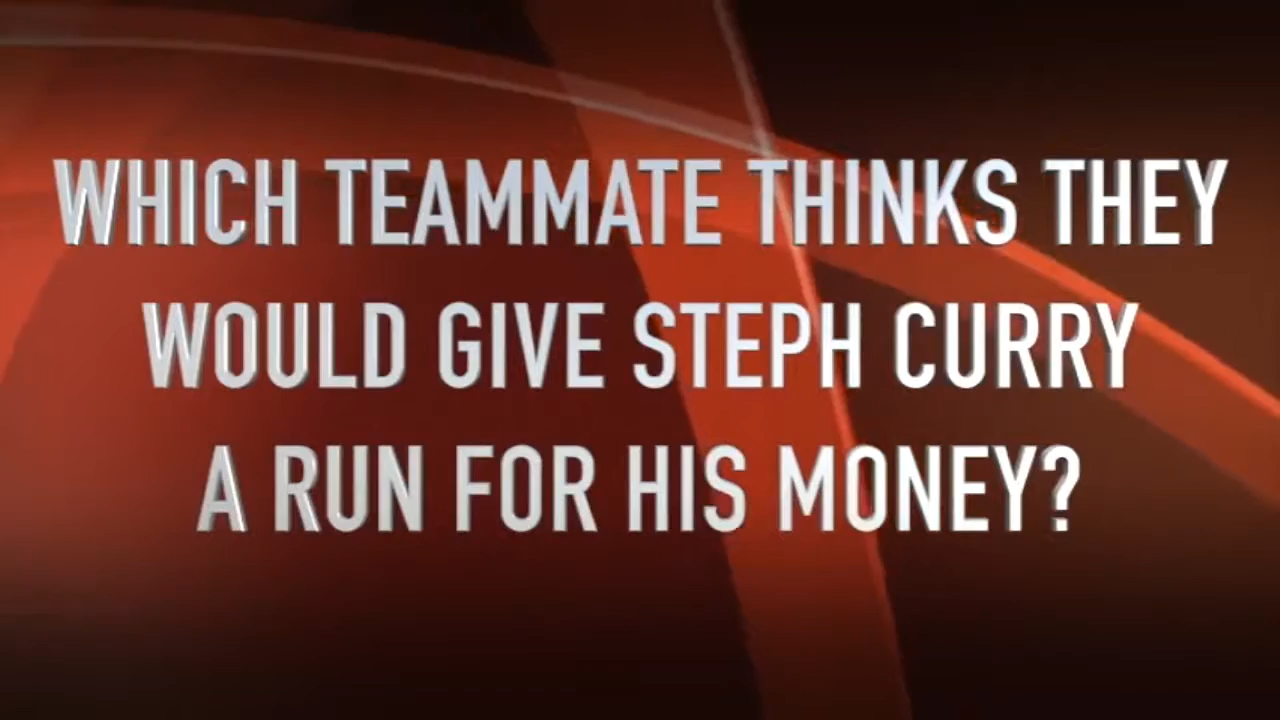 WHICH TEAMMATE THINKS THEY
WOULD GIVE STEPH CURRY
A RUN FOR HIS MONEY?